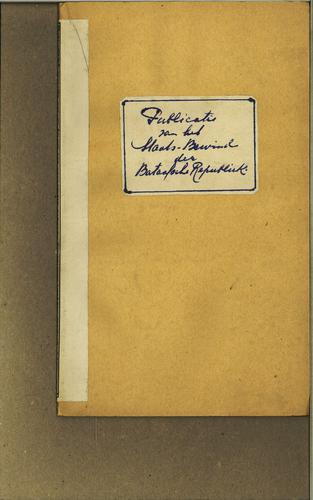 Publicatie
van het
Staats-Bewind
der
Bataafsche Republiek.